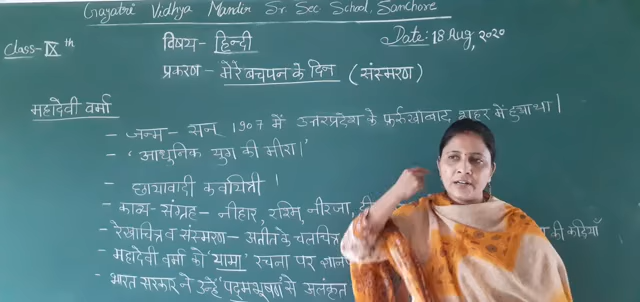 Gayatri Vidhya Mandir Sr. Sec School, Sanchore
Class - IX th
विषय - हिन्दी
Date: 18 Aug, 2020
प्रकरण - मेरे बचपन के दिन (संस्मरण)
महादेवी वर्मा
- जन्म - सन् 1907 में उत्तरप्रदेश के फ़र्रुखाबाद शहर में हुया था।
- 'आधुनिक युग की मीरा।'
- छायावादी कवयित्री।
- काव्य-संग्रह - नीहार, रश्मि, नीरजा,
- रेखाचित्र व संस्मरण - अतीत के चलचित्र की कड़ियाँ
- महादेवी वर्मा को 'यामा' रचना पर
- भारत सरकार ने उन्हें 'पद्मभूषण' से अलंकृत